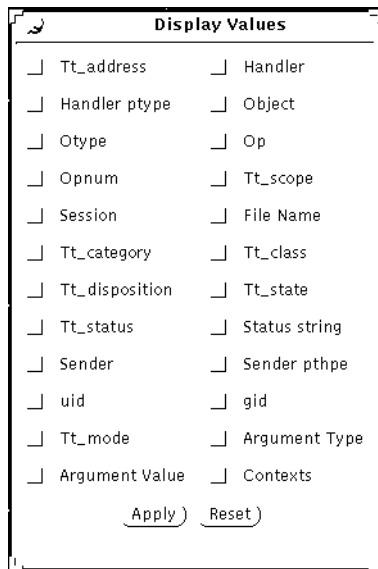 Display Values
Tt_address Handler
Handler ptype Object
Otype Op
Opnum Tt_scope
Session File Name
Tt_category Tt_class
Tt_disposition Tt_state
Tt_status Status string
Sender Sender pthpe
uid gid
Tt_mode Argument Type
Argument Value Contexts
Apply Reset